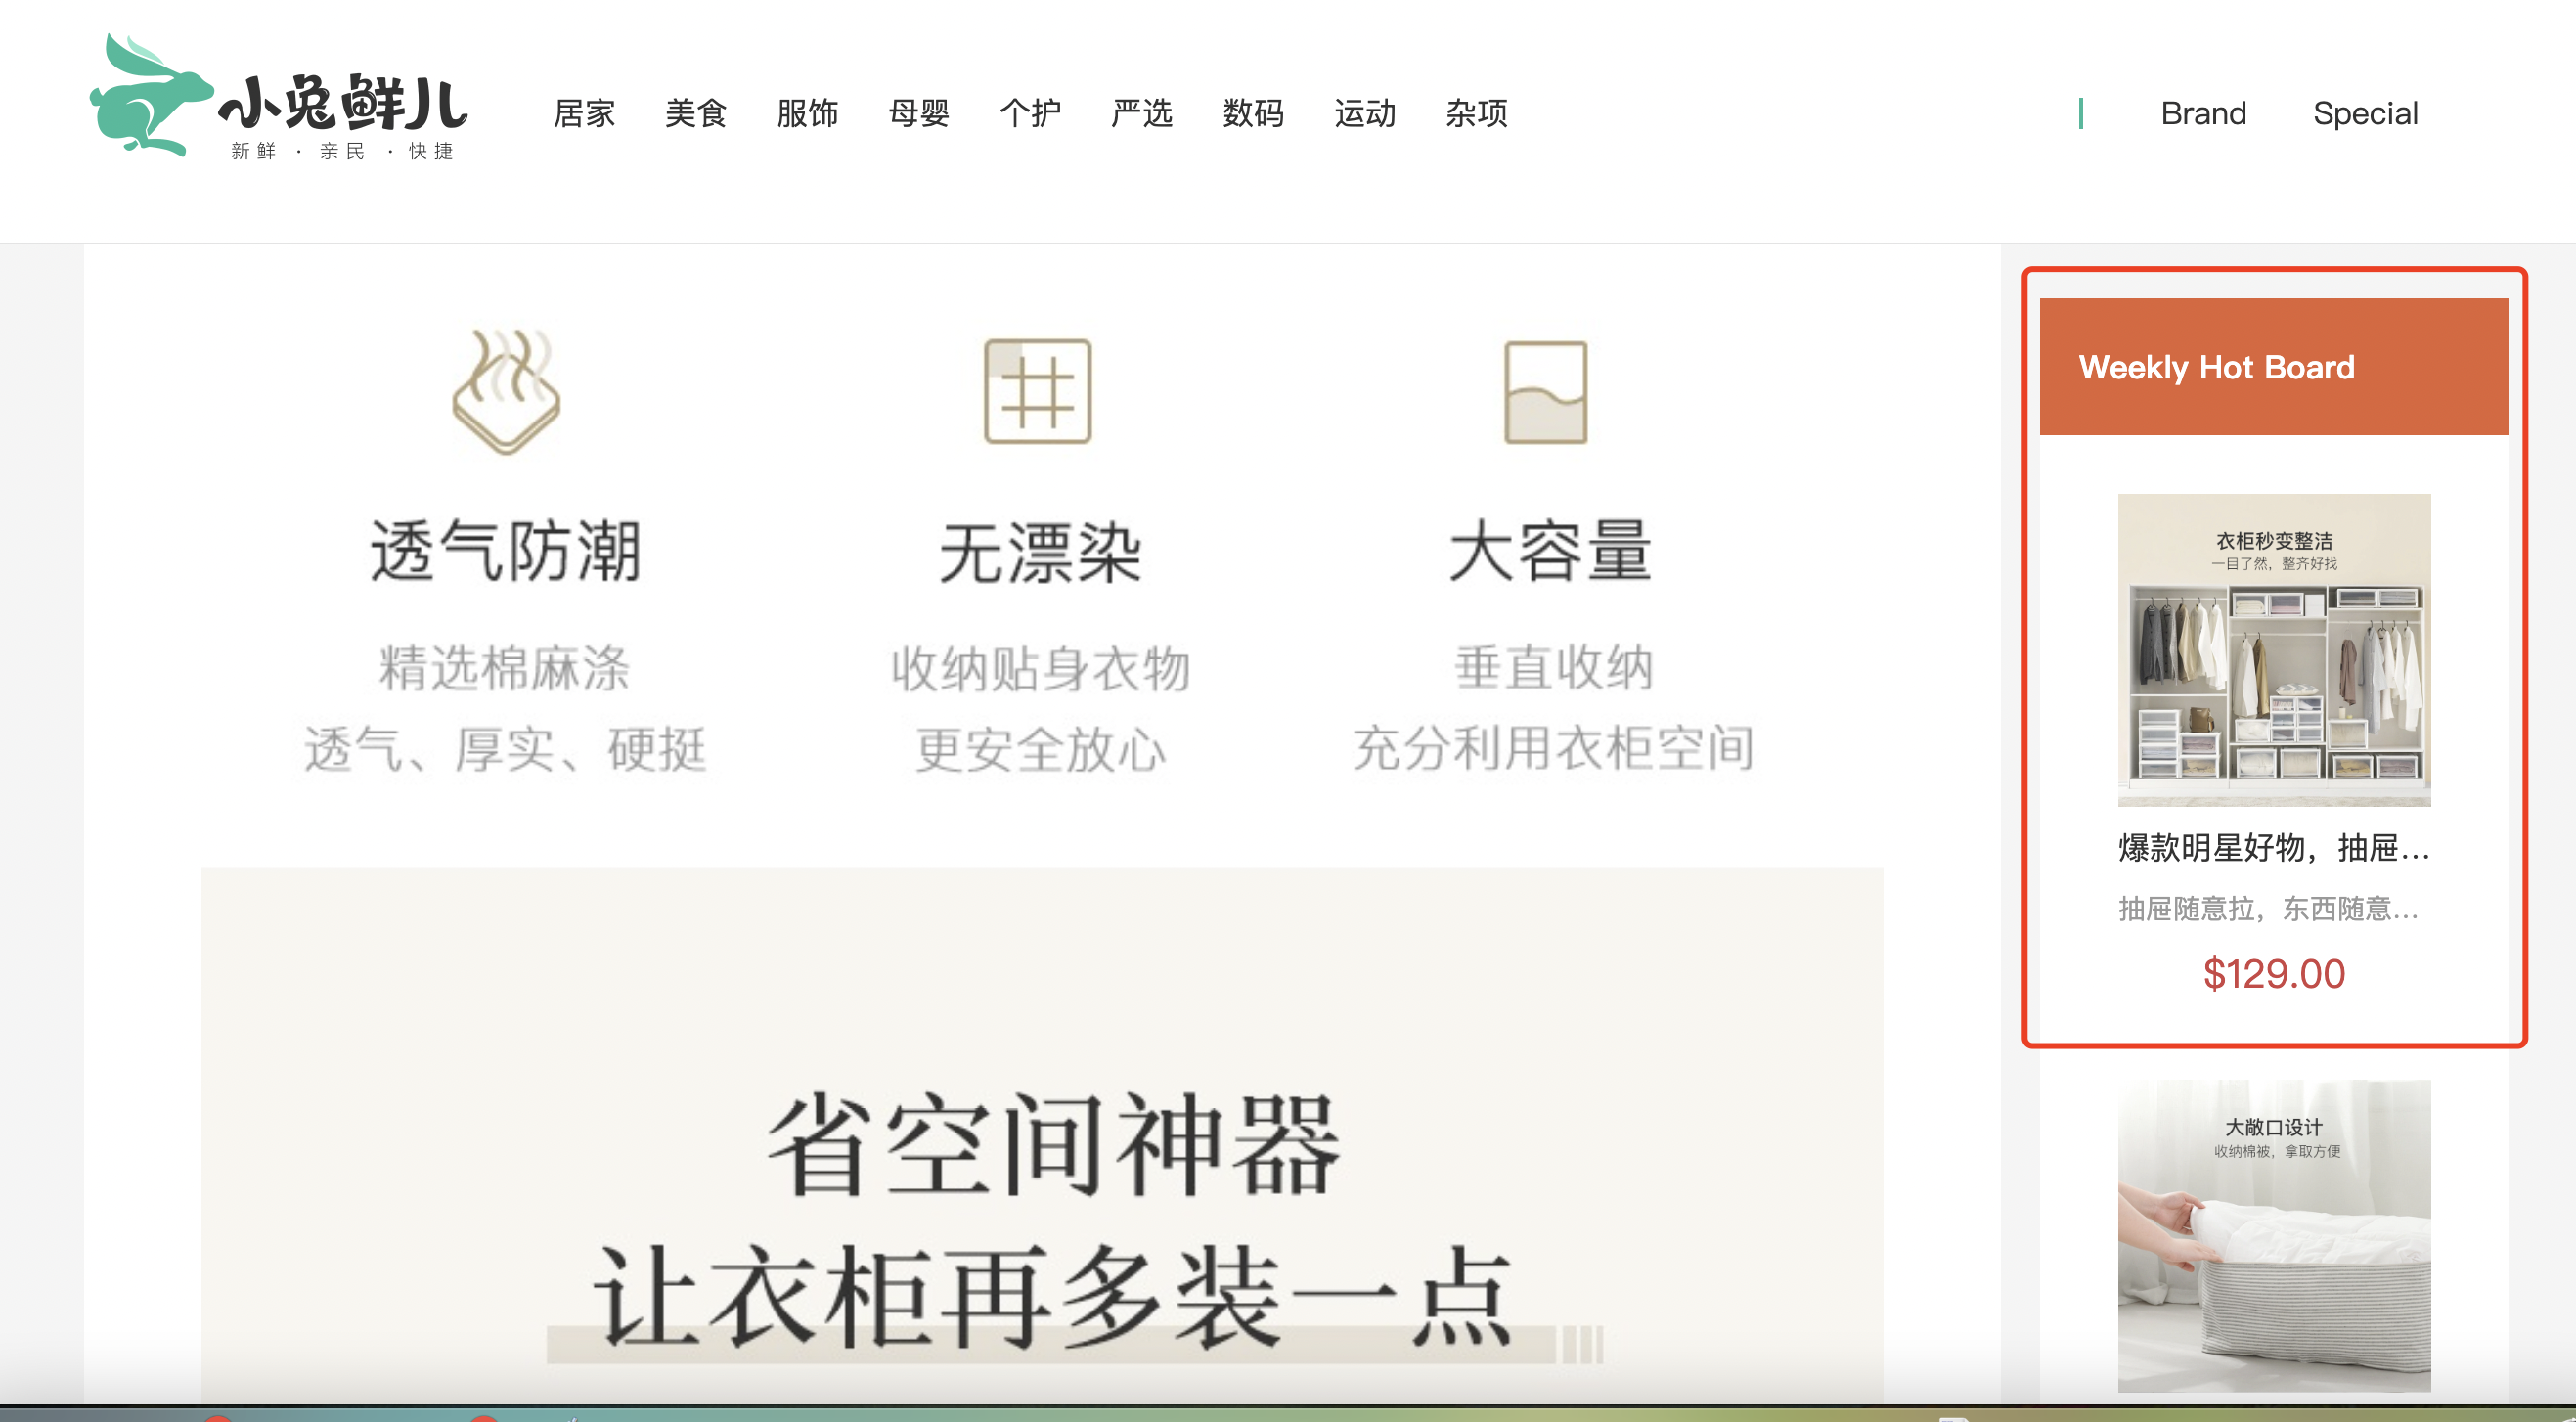 小兔鲜儿
新鲜 · 亲民 · 快捷
居家 美食 服饰 母婴 个护 严选 数码 运动 杂项
Brand Special
透气防潮
精选棉麻涤
透气、厚实、硬挺
无漂染
收纳贴身衣物
更安全放心
大容量
垂直收纳
充分利用衣柜空间
省空间神器
让衣柜再多装一点
Weekly Hot Board
衣柜秒变整洁
一目了然，整齐好找
爆款明星好物，抽屉...
抽屉随意拉，东西随意...
$129.00
大敞口设计
收纳棉被，拿取方便